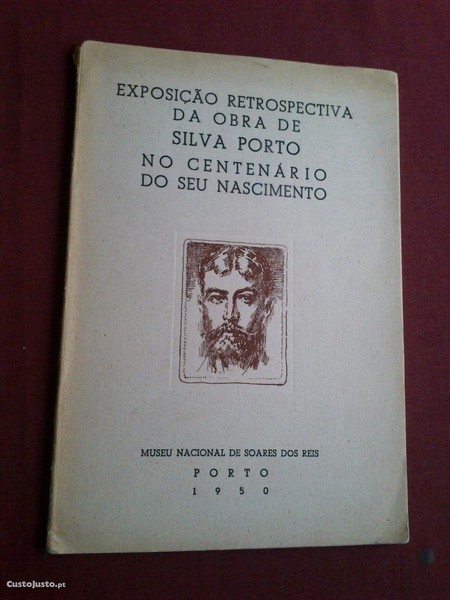 EXPOSIÇÃO RETROSPECTIVA
DA OBRA DE
SILVA PORTO
NO CENTENÁRIO
DO SEU NASCIMENTO
MUSEU NACIONAL DE SOARES DOS REIS
PORTO
1950
CustoJusto.pt